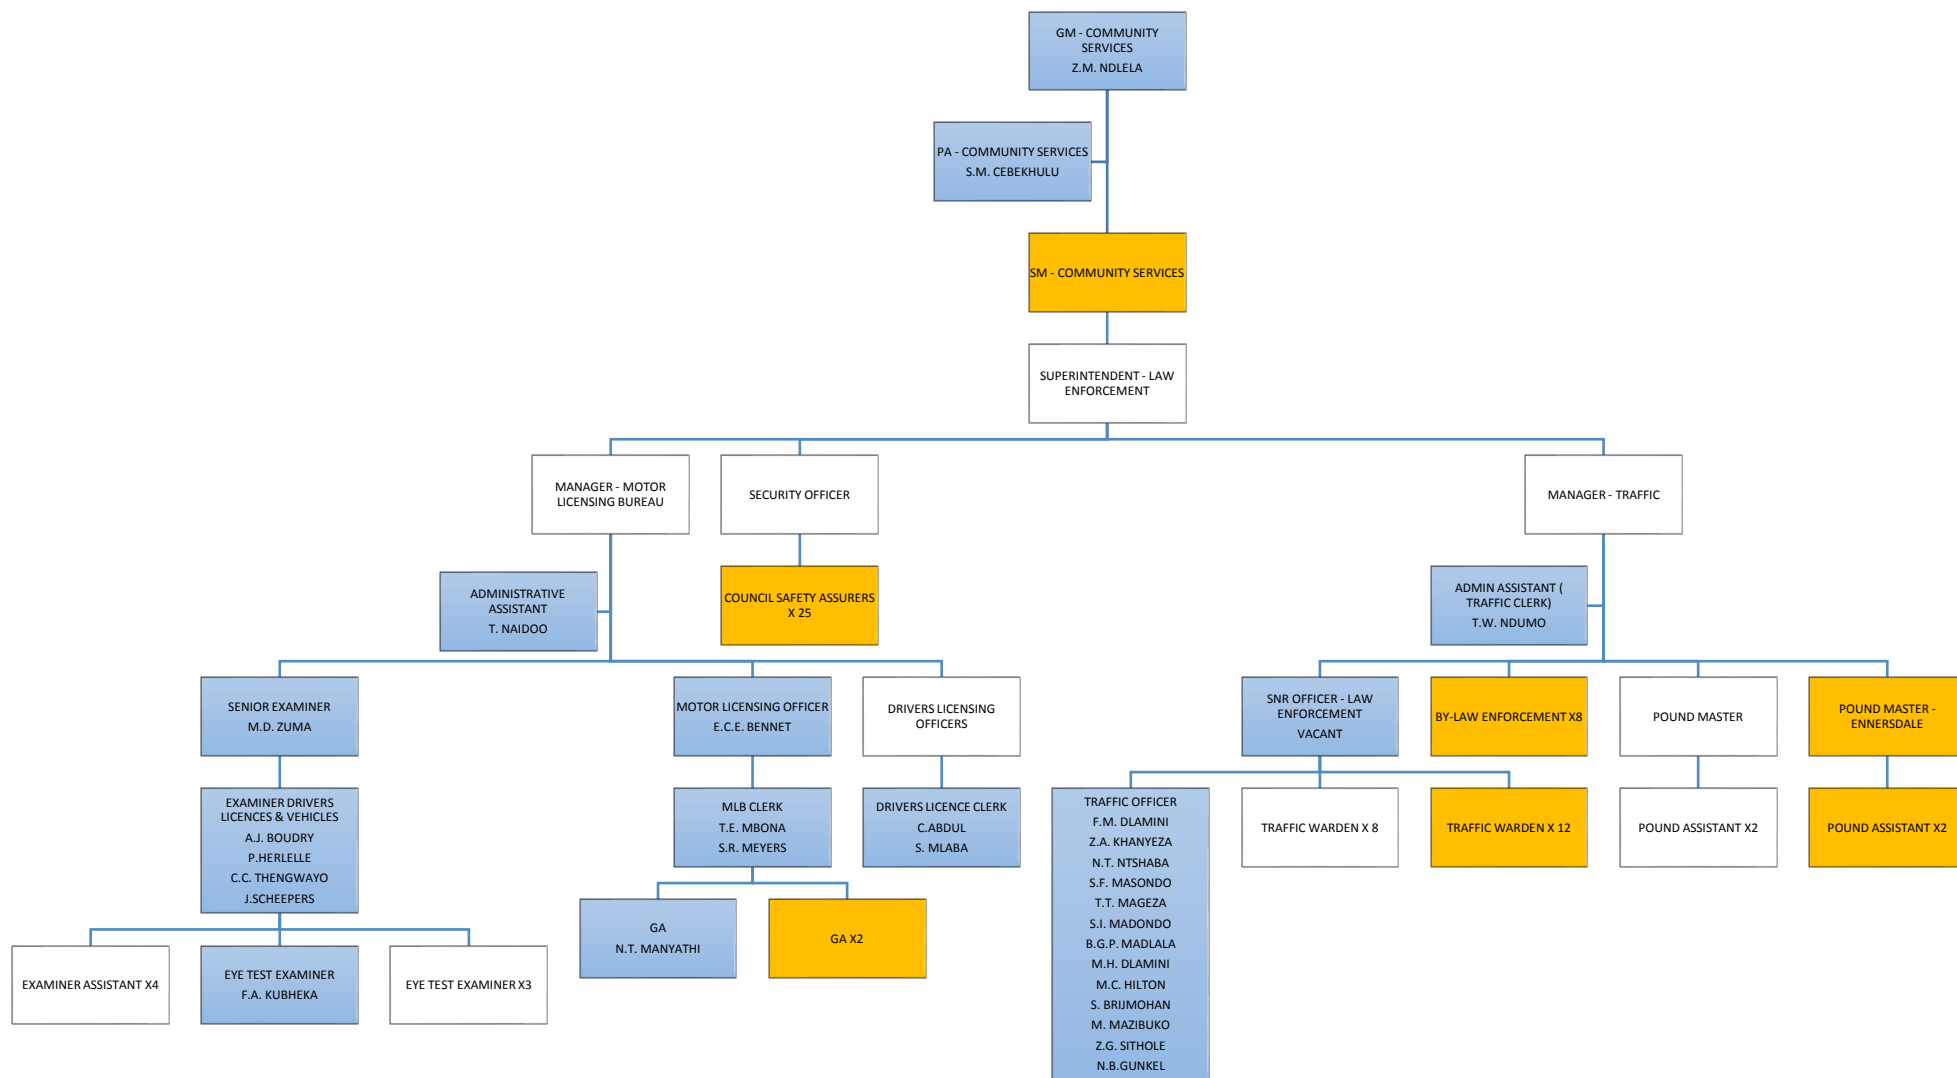 GM - COMMUNITY
SERVICES
Z.M. NDLELA
PA - COMMUNITY SERVICES
S.M. CEBEKHULU
SM - COMMUNITY SERVICES
SUPERINTENDENT - LAW
ENFORCEMENT
MANAGER - MOTOR
LICENSING BUREAU
SECURITY OFFICER
MANAGER - TRAFFIC
ADMINISTRATIVE
ASSISTANT
T. NAIDOO
COUNCIL SAFETY ASSURERS
X 25
ADMIN ASSISTANT (
TRAFFIC CLERK)
T.W. NDUMO
SENIOR EXAMINER
M.D. ZUMA
MOTOR LICENSING OFFICER
E.C.E. BENNET
DRIVERS LICENSING
OFFICERS
SNR OFFICER - LAW
ENFORCEMENT
VACANT
BY-LAW ENFORCEMENT X8
POUND MASTER
POUND MASTER -
ENNERSDALE
EXAMINER DRIVERS
LICENCES & VEHICLES
A.J. BOUDRY
P.HERLELLE
C.C. THENGWAYO
J.SCHEEPERS
MLB CLERK
T.E. MBONA
S.R. MEYERS
DRIVERS LICENCE CLERK
C.ABDUL
S. MLABA
TRAFFIC OFFICER
F.M. DLAMINI
Z.A. KHANYEZA
N.T. NTSHABA
S.F. MASONDO
T.T. MAGEZA
S.I. MADONDO
B.G.P. MADLALA
M.H. DLAMINI
M.C. HILTON
S. BRIJMOHAN
M. MAZIBUKO
Z.G. SITHOLE
N.B.GUNKEL
TRAFFIC WARDEN X 8
TRAFFIC WARDEN X 12
POUND ASSISTANT X2
POUND ASSISTANT X2
EXAMINER ASSISTANT X4
EYE TEST EXAMINER
F.A. KUBHEKA
EYE TEST EXAMINER X3
GA
N.T. MANYATHI
GA X2